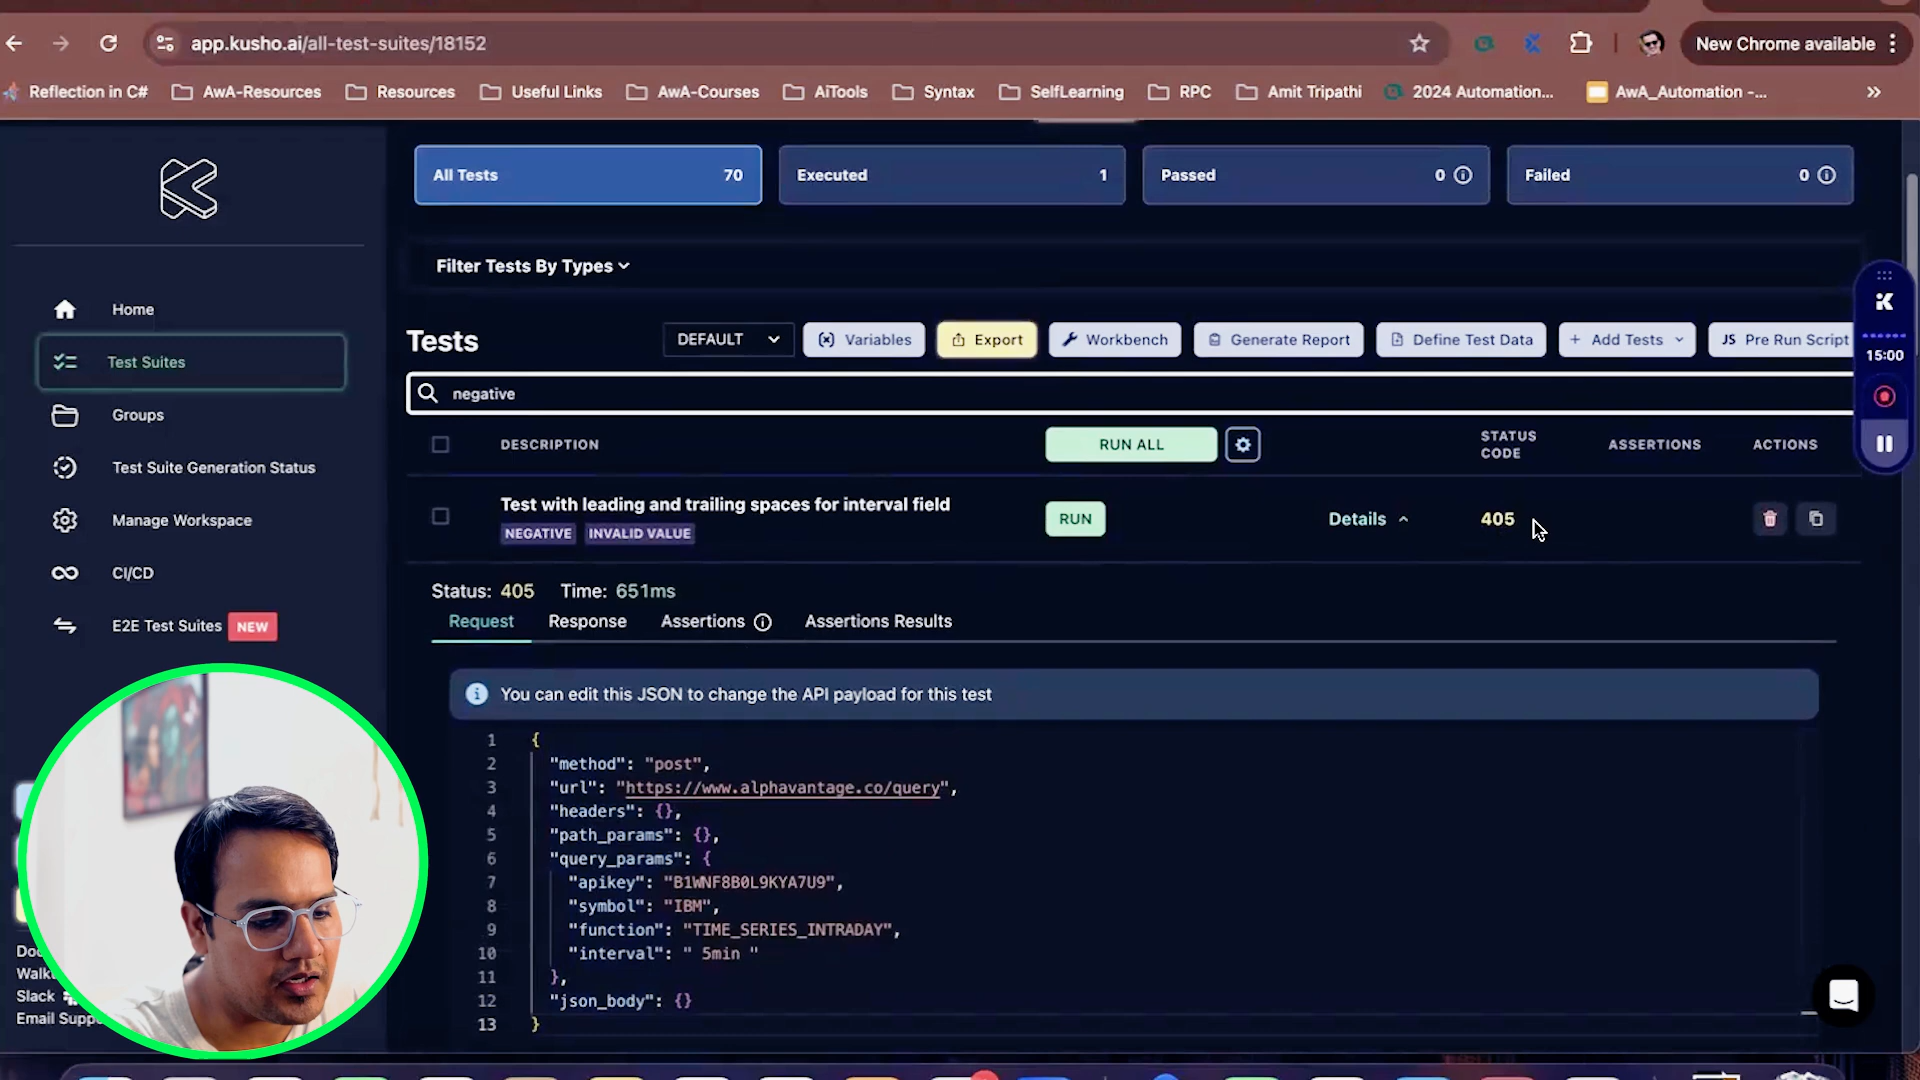 app.kusho.ai/all-test-suites/18152
New Chrome available
Reflection in C#
AwA-Resources
Resources
Useful Links
AwA-Courses
AiTools
Syntax
SelfLearning
RPC
Amit Tripathi
2024 Automation...
AwA_Automation -...
»
All Tests 70
Executed 1
Passed 0
Failed 0
Filter Tests By Types
Tests
DEFAULT
Variables
Export
Workbench
Generate Report
Define Test Data
+ Add Tests
JS Pre Run Script
15:00
negative
DESCRIPTION
RUN ALL
STATUS
CODE
ASSERTIONS
ACTIONS
Test with leading and trailing spaces for interval field
NEGATIVE
INVALID VALUE
RUN
Details
405
Status: 405 Time: 651ms
Request
Response
Assertions
Assertions Results
You can edit this JSON to change the API payload for this test
1 {
2 "method": "post",
3 "url": "https://www.alphavantage.co/query",
4 "headers": {},
5 "path_params": {},
6 "query_params": {
7 "apikey": "B1WNF8B0L9KYA7U9",
8 "symbol": "IBM",
9 "function": "TIME_SERIES_INTRADAY",
10 "interval": " 5min "
11 },
12 "json_body": {}
13 }
Home
Test Suites
Groups
Test Suite Generation Status
Manage Workspace
CI/CD
E2E Test Suites NEW
Slack
Email